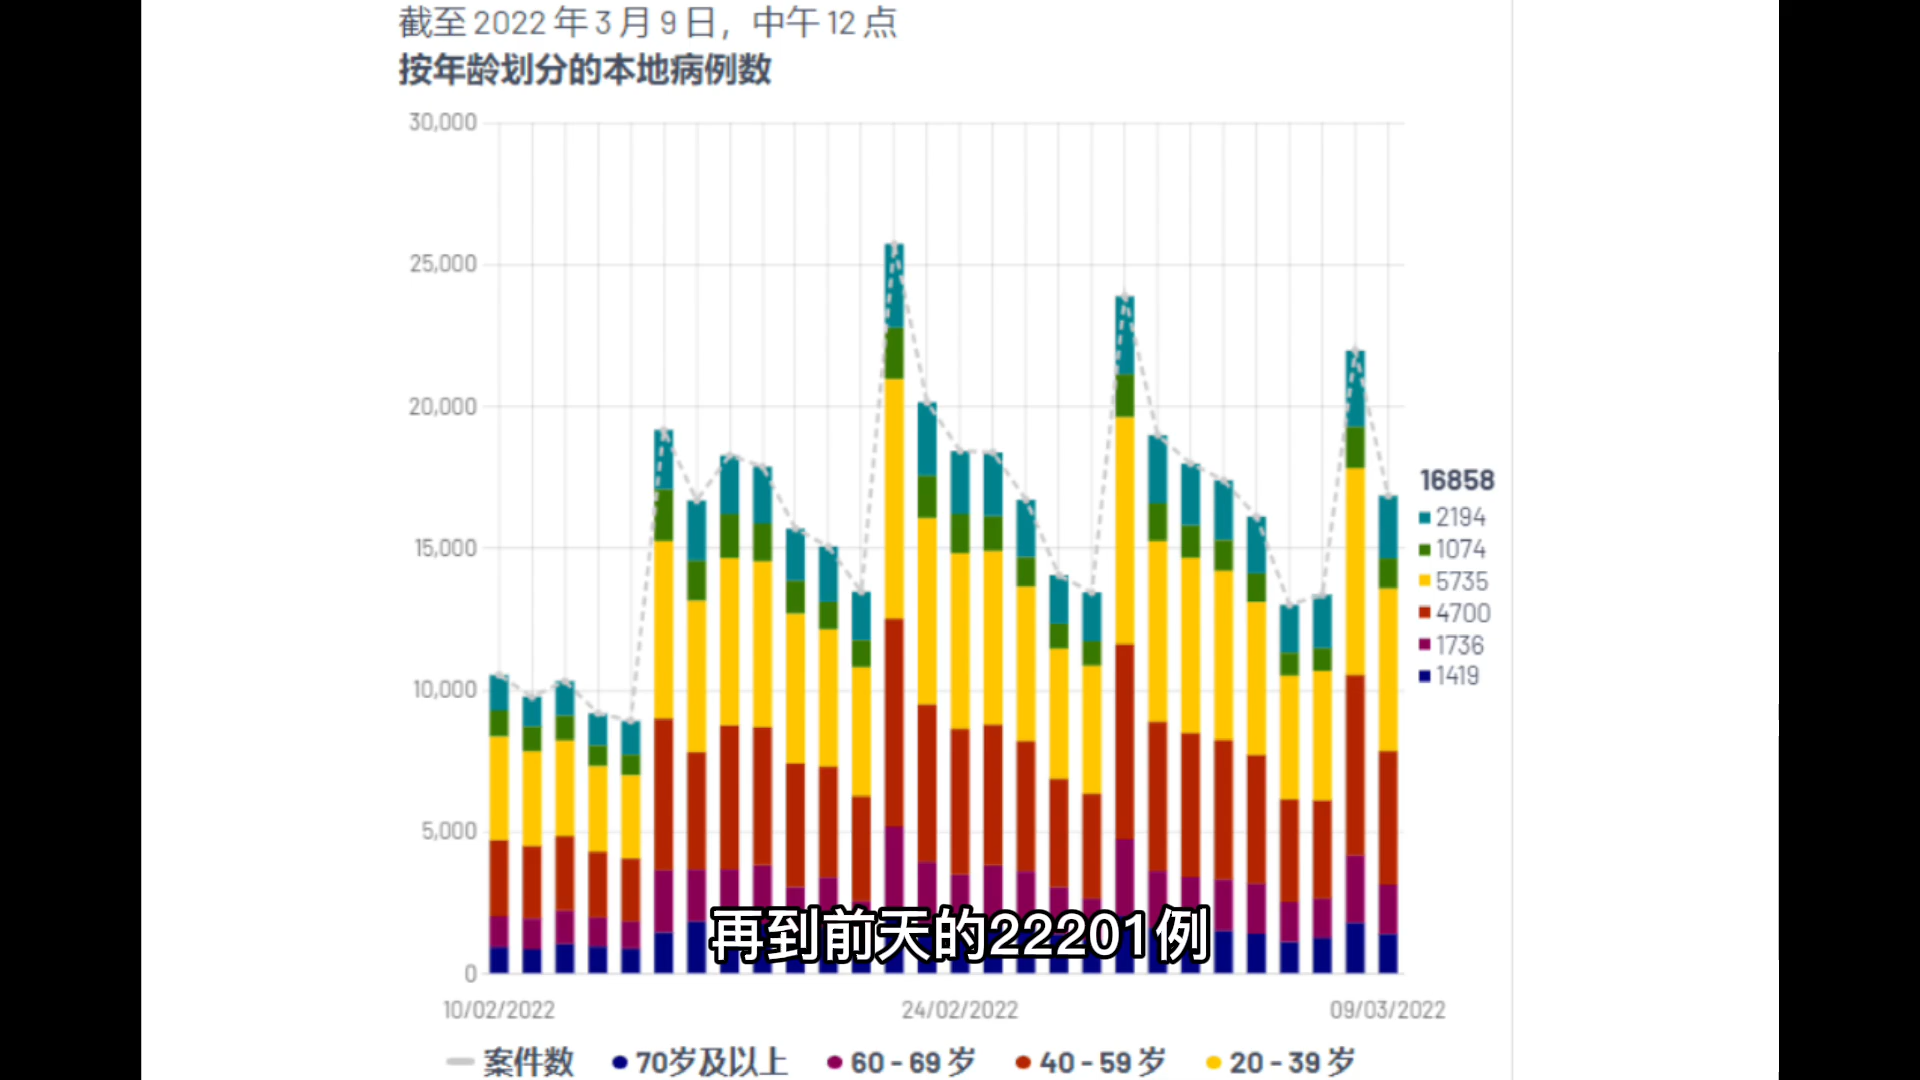 截至 2022 年 3 月 9 日，中午 12 点
按年龄划分的本地病例数
30,000
25,000
20,000
15,000
10,000
5,000
0
16858
2194
1074
5735
4700
1736
1419
再到前天的22201例
10/02/2022 24/02/2022 09/03/2022
案件数 70岁及以上 60 - 69 岁 40 - 59 岁 20 - 39 岁